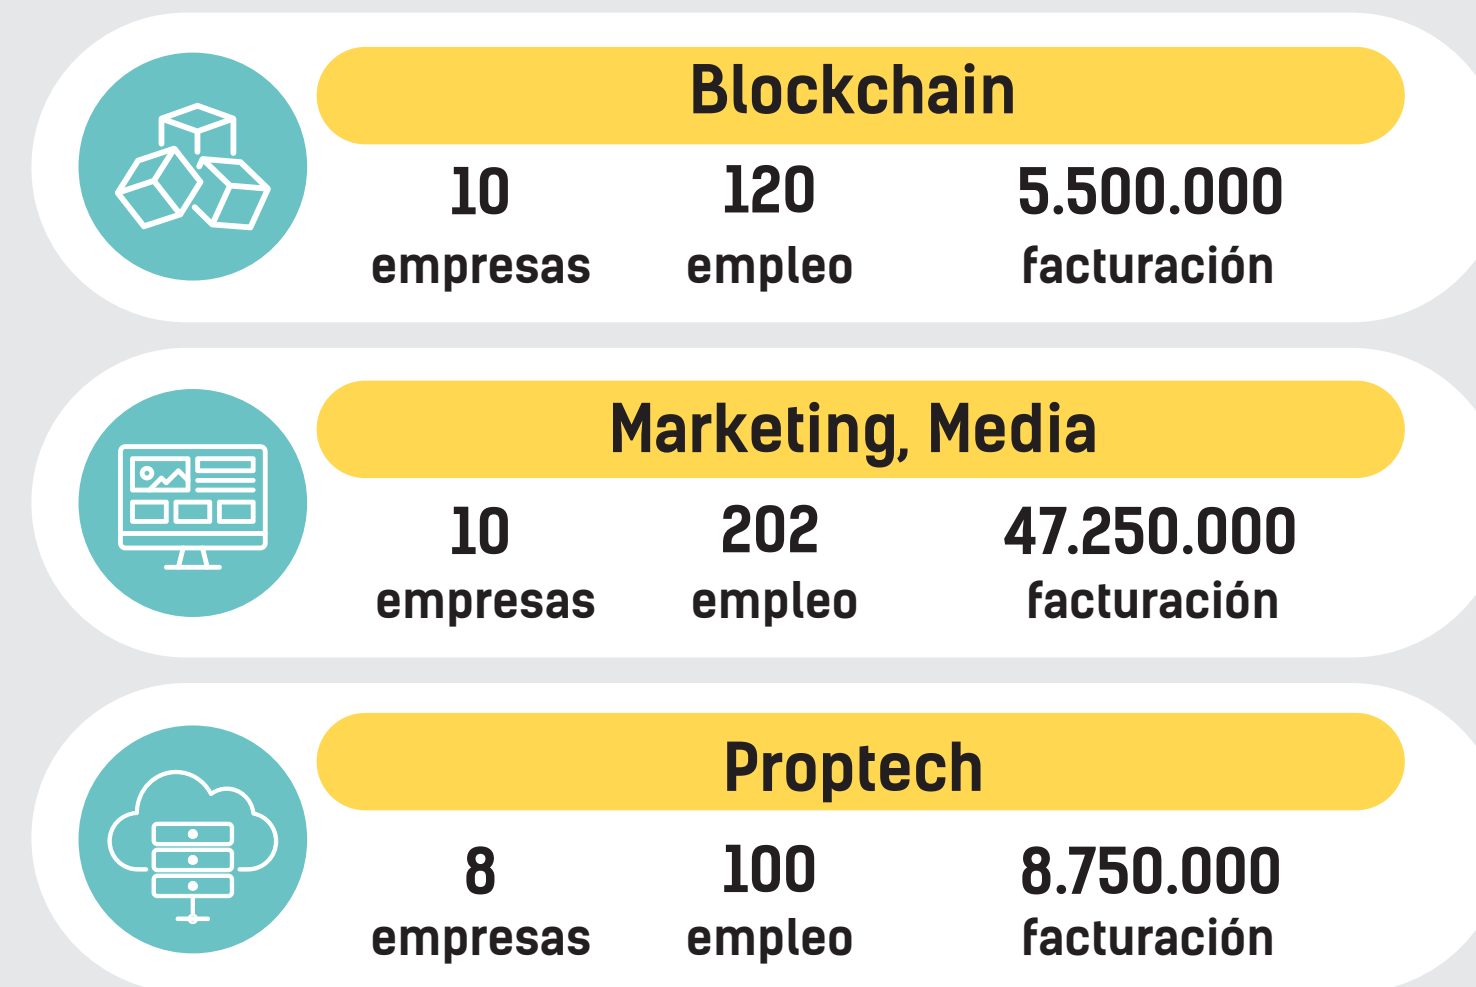 Blockchain
10 120 5.500.000
empresas empleo facturación
Marketing, Media
10 202 47.250.000
empresas empleo facturación
Proptech
8 100 8.750.000
empresas empleo facturación